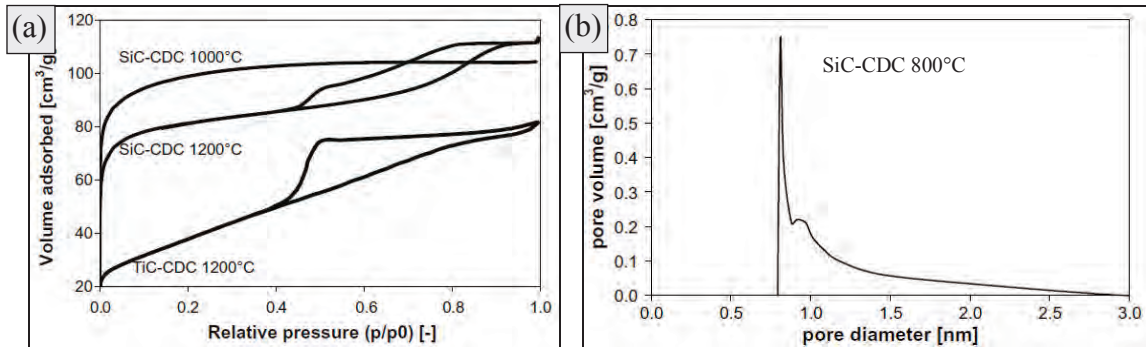 (a)
Volume adsorbed [cm³/g]
120
100
80
60
40
20
SiC-CDC 1000°C
SiC-CDC 1200°C
TiC-CDC 1200°C
0.0
0.2
0.4
0.6
0.8
1.0
Relative pressure (p/p0) [-]
(b)
pore volume [cm³/g]
0.8
0.7
0.6
0.5
0.4
0.3
0.2
0.1
0.0
SiC-CDC 800°C
0.0
0.5
1.0
1.5
2.0
2.5
3.0
pore diameter [nm]